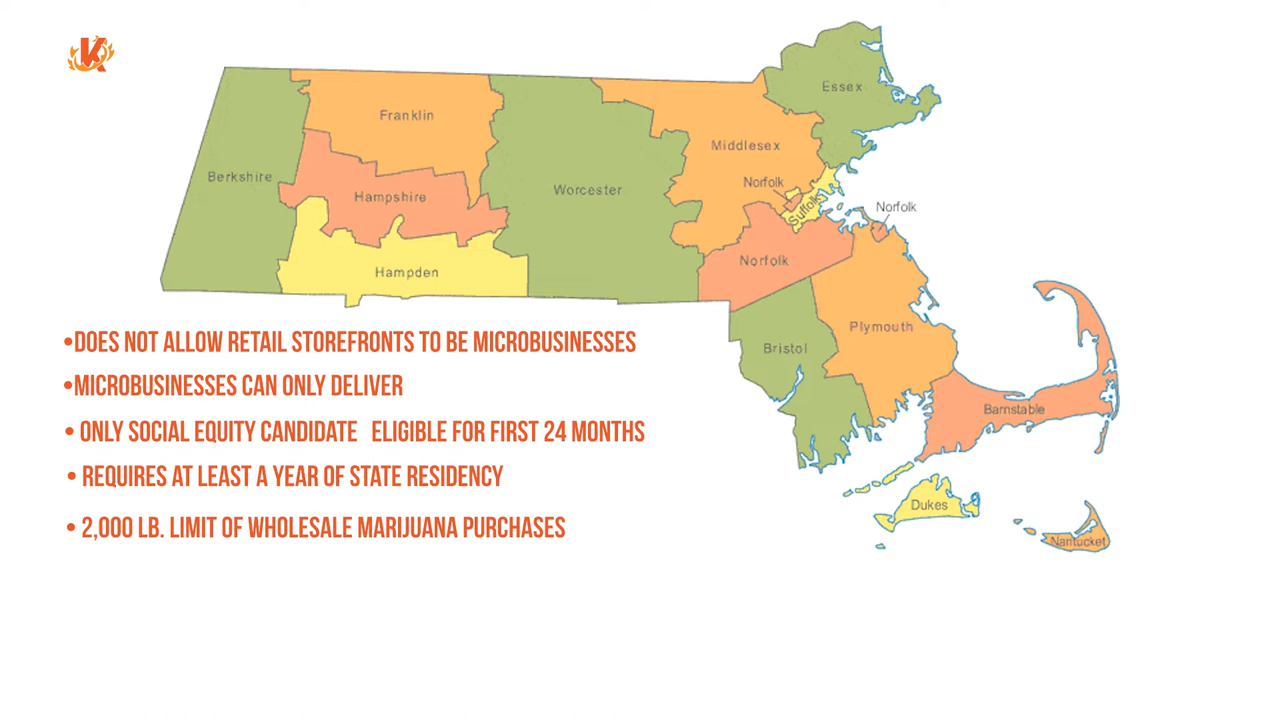 K
Essex
Franklin
Middlesex
Berkshire
Norfolk
Worcester
Hampshire
Suffolk
Norfolk
Norfolk
Hampden
Plymouth
•DOES NOT ALLOW RETAIL STOREFRONTS TO BE MICROBUSINESSES
Bristol
•MICROBUSINESSES CAN ONLY DELIVER
Barnstable
• ONLY SOCIAL EQUITY CANDIDATE ELIGIBLE FOR FIRST 24 MONTHS
• REQUIRES AT LEAST A YEAR OF STATE RESIDENCY
Dukes
• 2,000 LB. LIMIT OF WHOLESALE MARIJUANA PURCHASES
Nantucket